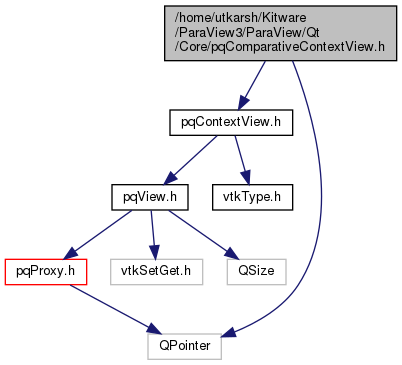 /home/utkarsh/Kitware
/ParaView3/ParaView/Qt
/Core/pqComparativeContextView.h
pqContextView.h
pqView.h
vtkType.h
pqProxy.h
vtkSetGet.h
QSize
QPointer